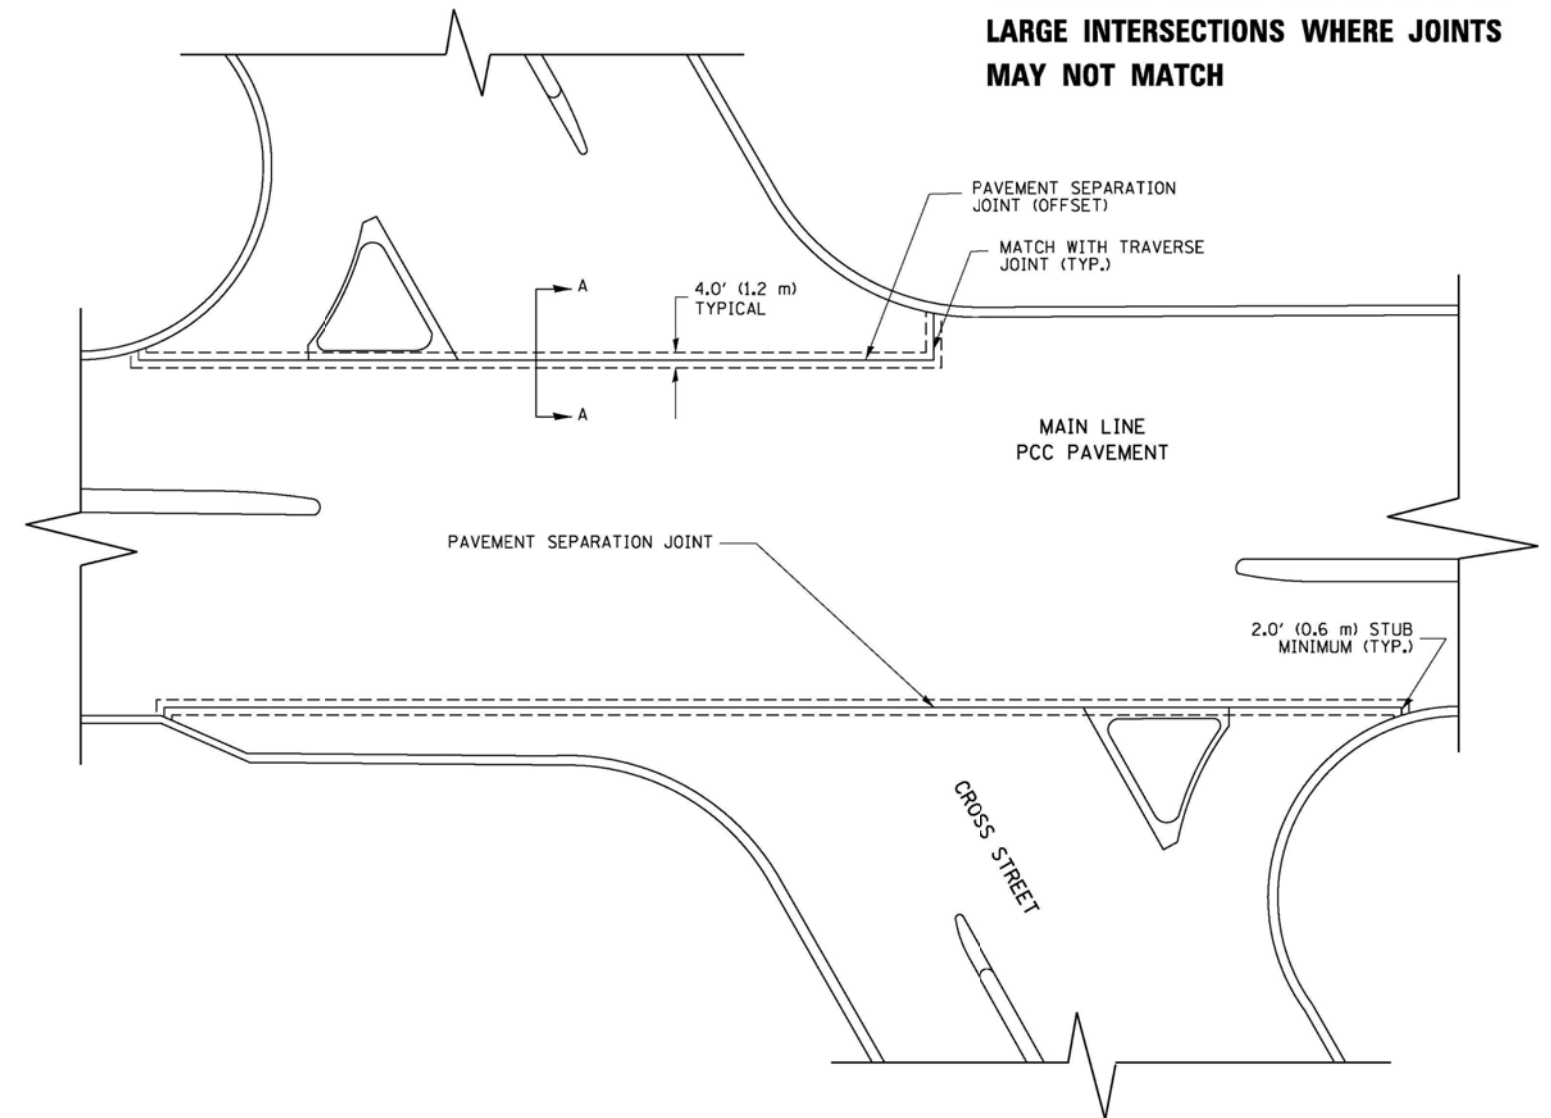 LARGE INTERSECTIONS WHERE JOINTS
MAY NOT MATCH
PAVEMENT SEPARATION
JOINT (OFFSET)
MATCH WITH TRAVERSE
JOINT (TYP.)
A
4.0' (1.2 m)
TYPICAL
A
MAIN LINE
PCC PAVEMENT
PAVEMENT SEPARATION JOINT
2.0' (0.6 m) STUB
MINIMUM (TYP.)
CROSS STREET